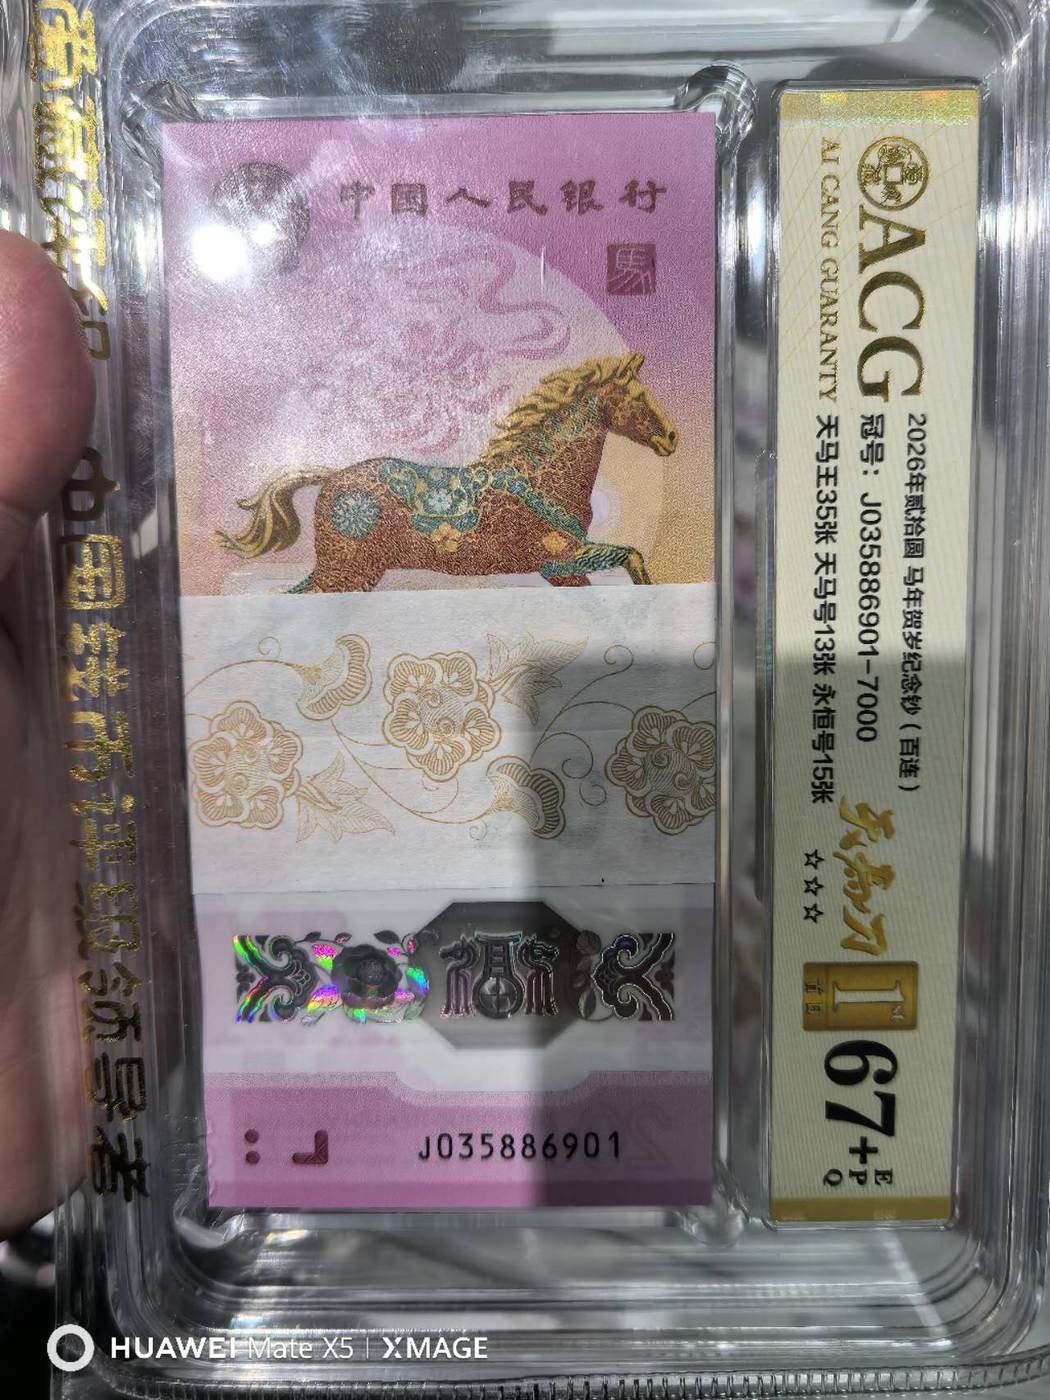 中国人民银行
馬
J035886901
ACG
AI CANG GUARANTY
2026年贰拾圆 马年贺岁纪念钞（百连）
冠号：J035886901-7000
天马王35张 天马号13张 永恒号15张
☆☆☆
1
67+
EPQ
中国钱币评级领导者
HUAWEI Mate X5 | XMAGE